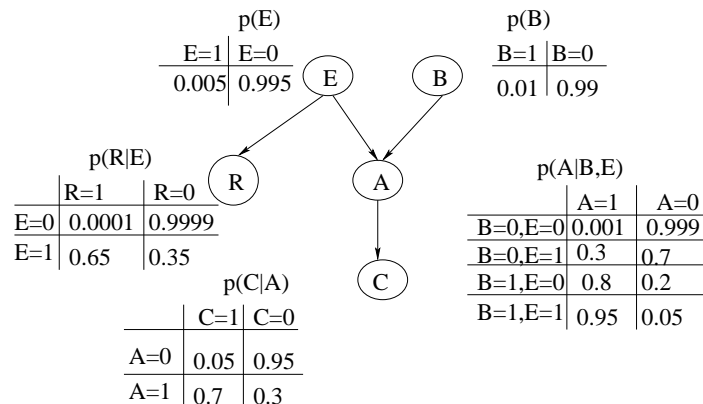 p(E)
E=1 E=0
0.005 0.995
p(B)
B=1 B=0
0.01 0.99
E
B
p(R|E)
R=1 R=0
E=0 0.0001 0.9999
E=1 0.65 0.35
R
A
p(A|B,E)
A=1 A=0
B=0,E=0 0.001 0.999
B=0,E=1 0.3 0.7
B=1,E=0 0.8 0.2
B=1,E=1 0.95 0.05
C
p(C|A)
C=1 C=0
A=0 0.05 0.95
A=1 0.7 0.3